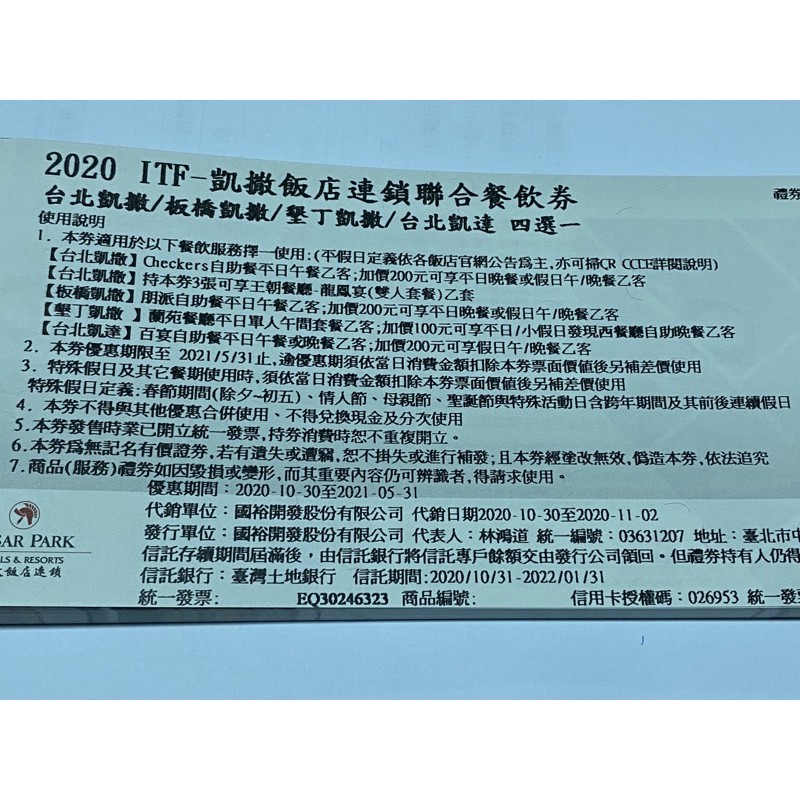 2020 ITF-凱撒飯店連鎖聯合餐飲券
禮券
台北凱撒/板橋凱撒/墾丁凱撒/台北凱達 四選一
使用說明
1. 本券適用於以下餐飲服務擇一使用:(平假日定義依各飯店官網公告為主,亦可掃QR CODE詳閱說明)
【台北凱撒】Checkers自助餐平日午餐乙客;加價200元可享平日晚餐或假日午/晚餐乙客
【台北凱撒】持本券3張可享王朝餐廳-龍鳳宴(雙人套餐)乙套
【板橋凱撒】朋派自助餐平日午餐乙客;加價200元可享平日晚餐或假日午/晚餐乙客
【墾丁凱撒 】蘭苑餐廳平日單人午間套餐乙客;加價100元可享平日/小假日發現西餐廳自助晚餐乙客
【台北凱達】百宴自助餐平日午餐或晚餐乙客;加價200元可享假日午/晚餐乙客
2. 本券優惠期限至 2021/5/31止,逾優惠期須依當日消費金額扣除本券票面價值後另補差價使用
3. 特殊假日及其它餐期使用時,須依當日消費金額扣除本券票面價值後另補差價使用
特殊假日定義:春節期間(除夕~初五)、情人節、母親節、聖誕節與特殊活動日含跨年期間及其前後連續假日
4. 本券不得與其他優惠合併使用、不得兌換現金及分次使用
5.本券發售時業已開立統一發票,持券消費時恕不重複開立。
6.本券為無記名有價證券,若有遺失或遭竊,恕不掛失或進行補發;且本券經塗改無效,偽造本券,依法追究
7.商品(服務)禮券如因毀損或變形,而其重要內容仍可辨識者,得請求使用。
優惠期間:2020-10-30至2021-05-31
代銷單位:國裕開發股份有限公司 代銷日期2020-10-30至2020-11-02
發行單位:國裕開發股份有限公司 代表人:林鴻道 統一編號:03631207 地址:臺北市中
信託存續期間屆滿後,由信託銀行將信託專戶餘額交由發行公司領回。但禮券持有人仍得
信託銀行:臺灣土地銀行 信託期間:2020/10/31-2022/01/31
統一發票: EQ30246323 商品編號: 信用卡授權碼:026953 統一發票
SAR PARK
LS & RESORTS
飯店連鎖